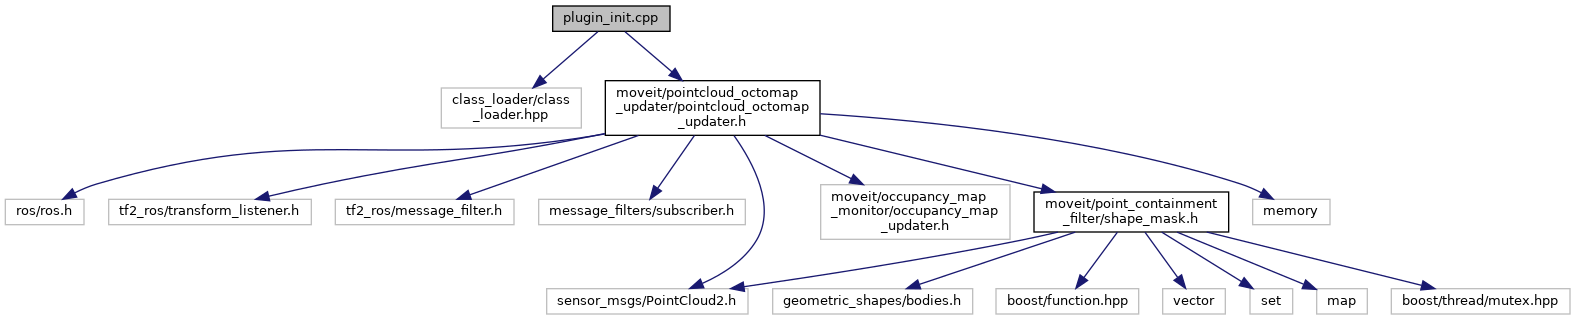 plugin_init.cpp
class_loader/class
_loader.hpp
moveit/pointcloud_octomap
_updater/pointcloud_octomap
_updater.h
ros/ros.h
tf2_ros/transform_listener.h
tf2_ros/message_filter.h
message_filters/subscriber.h
moveit/occupancy_map
_monitor/occupancy_map
_updater.h
moveit/point_containment
_filter/shape_mask.h
memory
sensor_msgs/PointCloud2.h
geometric_shapes/bodies.h
boost/function.hpp
vector
set
map
boost/thread/mutex.hpp